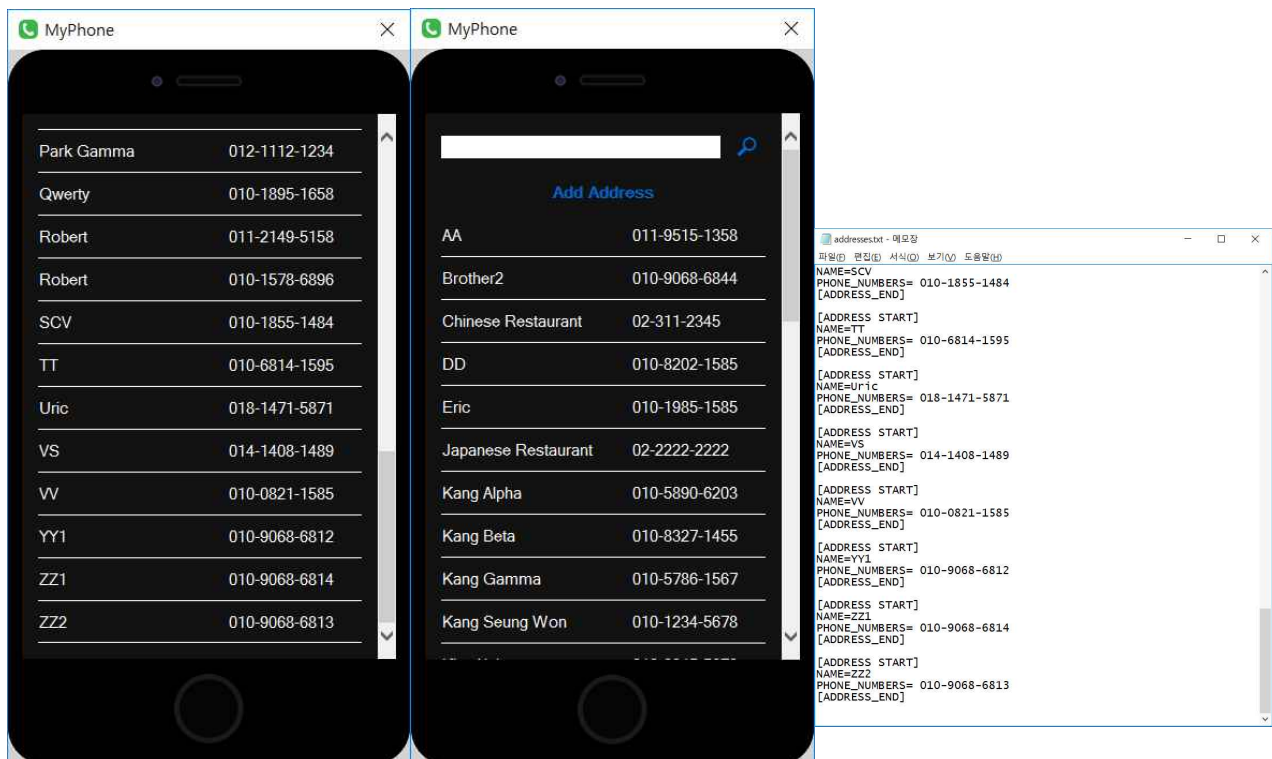 MyPhone
Park Gamma 012-1112-1234
Qwerty 010-1895-1658
Robert 011-2149-5158
Robert 010-1578-6896
SCV 010-1855-1484
TT 010-6814-1595
Uric 018-1471-5871
VS 014-1408-1489
VV 010-0821-1585
YY1 010-9068-6812
ZZ1 010-9068-6814
ZZ2 010-9068-6813
MyPhone
Add Address
AA 011-9515-1358
Brother2 010-9068-6844
Chinese Restaurant 02-311-2345
DD 010-8202-1585
Eric 010-1985-1585
Japanese Restaurant 02-2222-2222
Kang Alpha 010-5890-6203
Kang Beta 010-8327-1455
Kang Gamma 010-5786-1567
Kang Seung Won 010-1234-5678
addresses.txt - 메모장
파일(F) 편집(E) 서식(O) 보기(V) 도움말(H)
NAME=SCV
PHONE_NUMBERS= 010-1855-1484
[ADDRESS_END]
[ADDRESS START]
NAME=TT
PHONE_NUMBERS= 010-6814-1595
[ADDRESS_END]
[ADDRESS START]
NAME=Uric
PHONE_NUMBERS= 018-1471-5871
[ADDRESS_END]
[ADDRESS START]
NAME=VS
PHONE_NUMBERS= 014-1408-1489
[ADDRESS_END]
[ADDRESS START]
NAME=VV
PHONE_NUMBERS= 010-0821-1585
[ADDRESS_END]
[ADDRESS START]
NAME=YY1
PHONE_NUMBERS= 010-9068-6812
[ADDRESS_END]
[ADDRESS START]
NAME=ZZ1
PHONE_NUMBERS= 010-9068-6814
[ADDRESS_END]
[ADDRESS START]
NAME=ZZ2
PHONE_NUMBERS= 010-9068-6813
[ADDRESS_END]